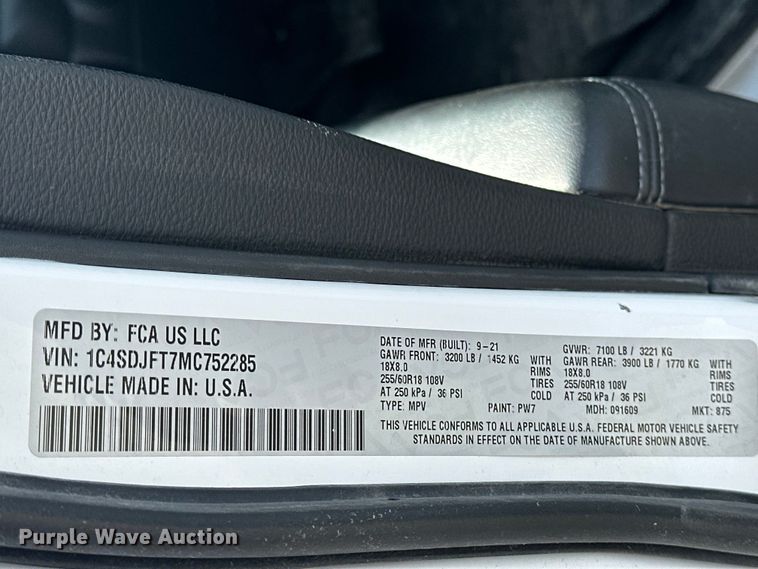 MFD BY: FCA US LLC
VIN: 1C4SDJFT7MC752285
VEHICLE MADE IN: U.S.A.
DATE OF MFR (BUILT): 9-21 GVWR: 7100 LB / 3221 KG
GAWR FRONT: 3200 LB / 1452 KG GAWR REAR: 3900 LB / 1770 KG
18X8.0 RIMS 18X8.0 RIMS
255/60R18 108V TIRES 255/60R18 108V TIRES
AT 250 kPa / 36 PSI COLD AT 250 kPa / 36 PSI COLD
TYPE: MPV PAINT: PW7 MDH: 091609 MKT: 875
THIS VEHICLE CONFORMS TO ALL APPLICABLE U.S.A. FEDERAL MOTOR VEHICLE SAFETY
STANDARDS IN EFFECT ON THE DATE OF MANUFACTURE SHOWN ABOVE.
Purple Wave Auction